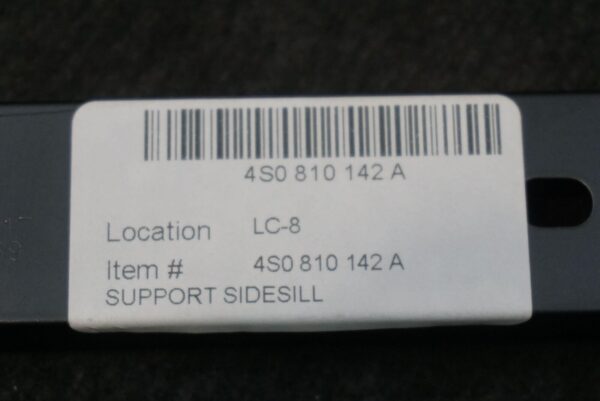 4S0 810 142 A
Location LC-8
Item # 4S0 810 142 A
SUPPORT SIDESILL